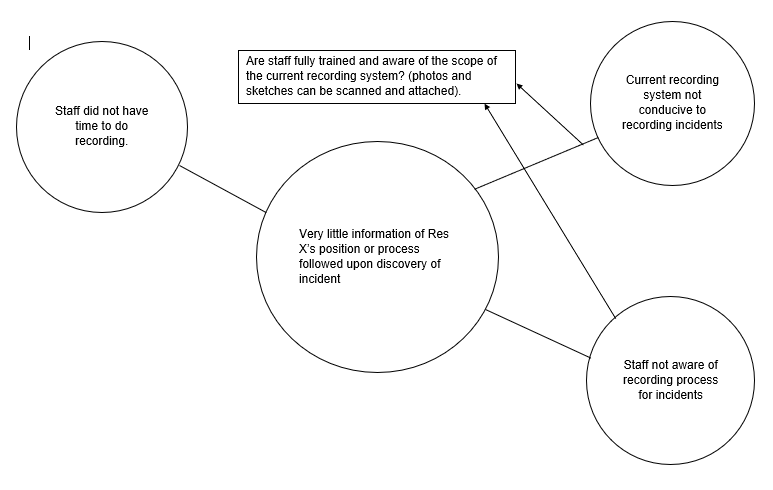 Are staff fully trained and aware of the scope of
the current recording system? (photos and
sketches can be scanned and attached).
Current recording
system not
conducive to
recording incidents
Staff did not have
time to do
recording.
Very little information of Res
X's position or process
followed upon discovery of
incident
Staff not aware of
recording process
for incidents